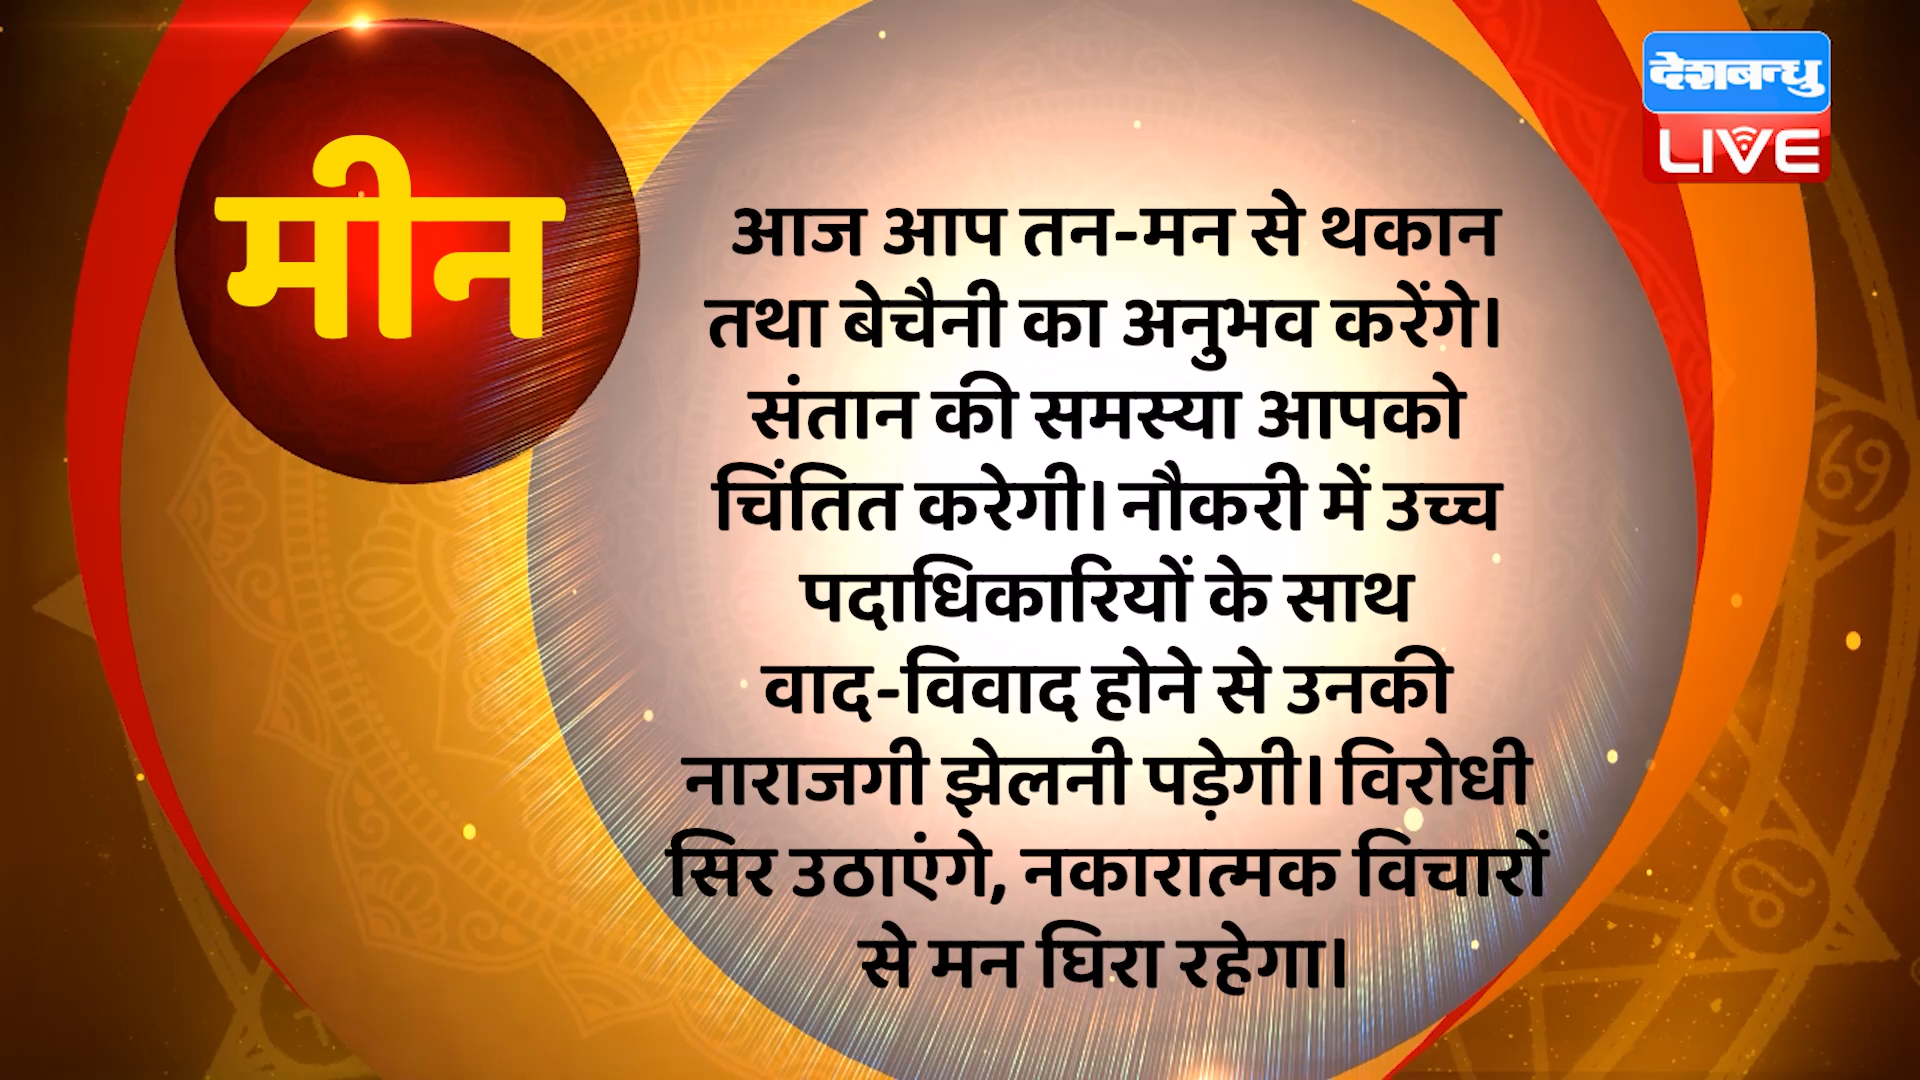 मीन
देशबन्धु
LIVE
आज आप तन-मन से थकान
तथा बेचैनी का अनुभव करेंगे।
संतान की समस्या आपको
चिंतित करेगी। नौकरी में उच्च
पदाधिकारियों के साथ
वाद-विवाद होने से उनकी
नाराजगी झेलनी पड़ेगी। विरोधी
सिर उठाएंगे, नकारात्मक विचारों
से मन घिरा रहेगा।